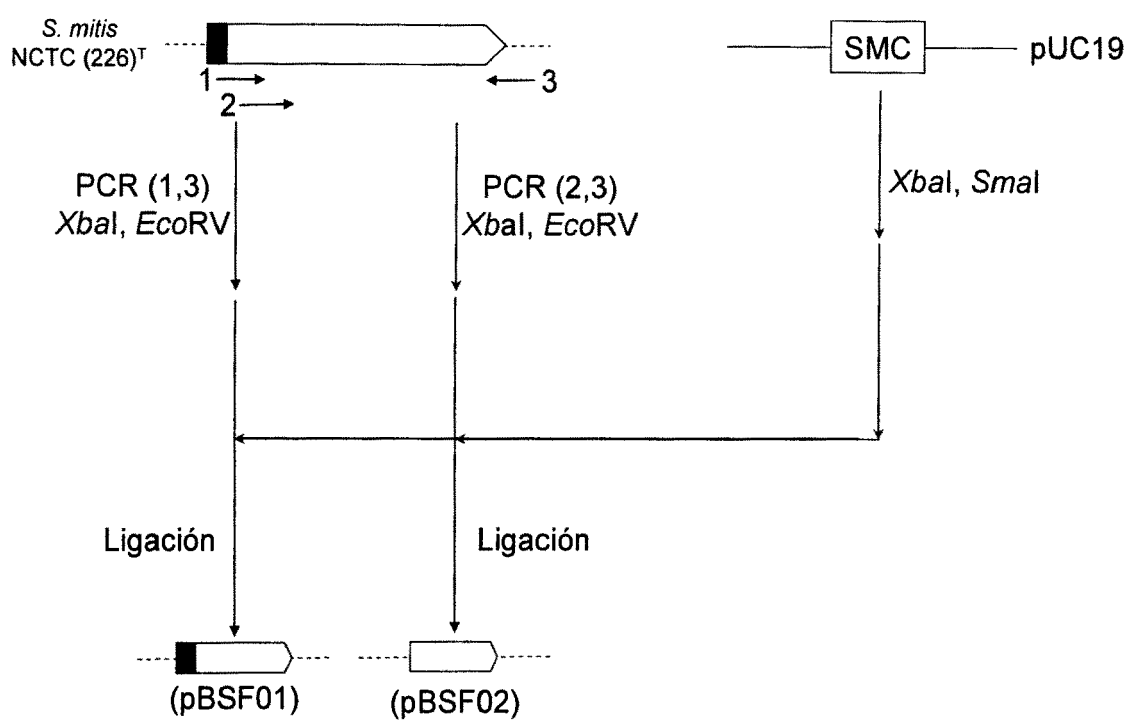 S. mitis
NCTC (226)ᵀ
SMC
pUC19
1
3
2
PCR (1,3)
XbaI, EcoRV
PCR (2,3)
XbaI, EcoRV
XbaI, SmaI
Ligación
Ligación
(pBSF01)
(pBSF02)